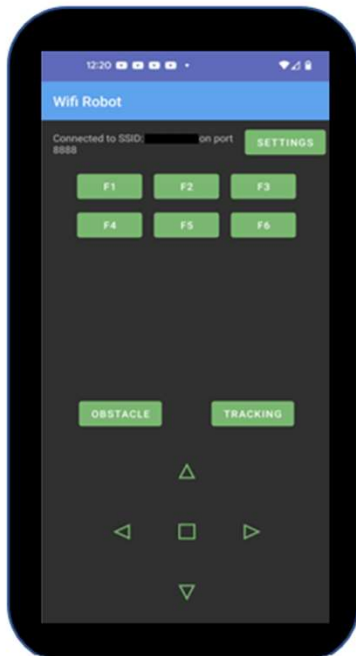 12:20
Wifi Robot
Connected to SSID: on port
8888
SETTINGS
F1 F2 F3
F4 F5 F6
OBSTACLE TRACKING